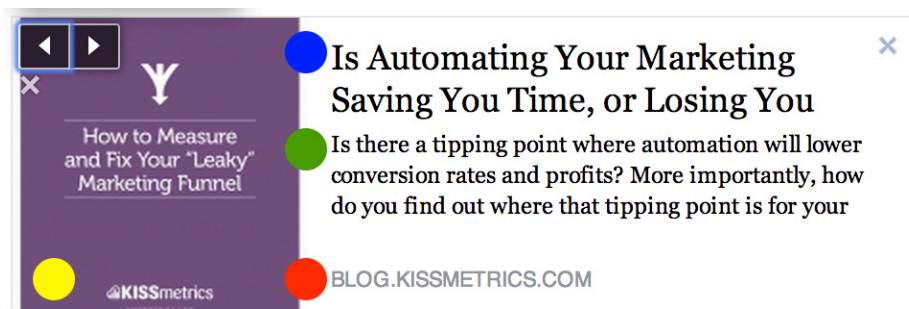 How to Measure
and Fix Your “Leaky”
Marketing Funnel
KISSmetrics
Is Automating Your Marketing
Saving You Time, or Losing You
Is there a tipping point where automation will lower
conversion rates and profits? More importantly, how
do you find out where that tipping point is for your
BLOG.KISSMETRICS.COM